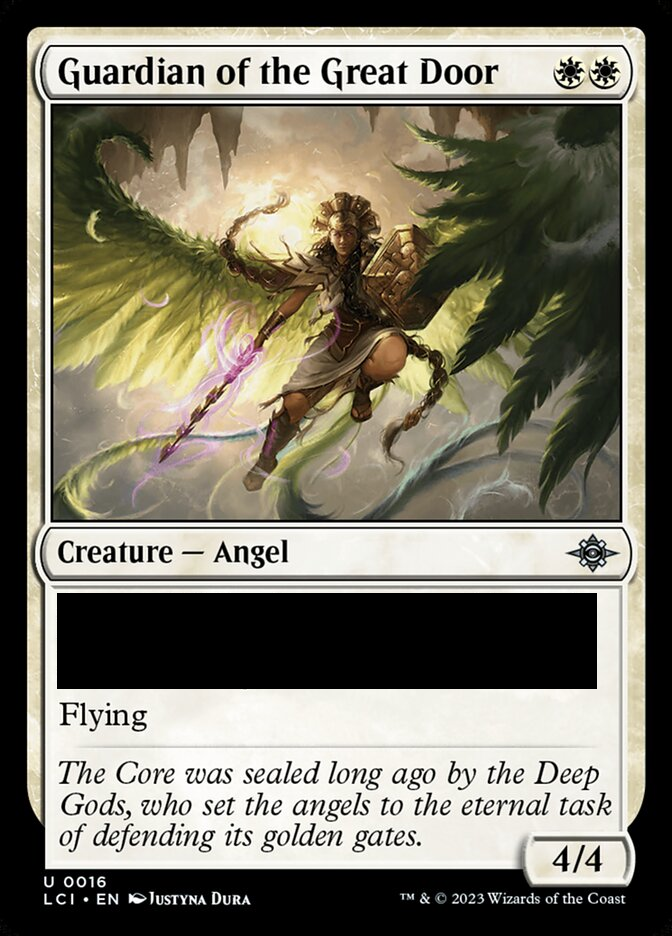 Guardian of the Great Door
Creature — Angel
Flying
The Core was sealed long ago by the Deep
Gods, who set the angels to the eternal task
of defending its golden gates.
4/4
U 0016
LCI • EN Justyna Dura
™ & © 2023 Wizards of the Coast